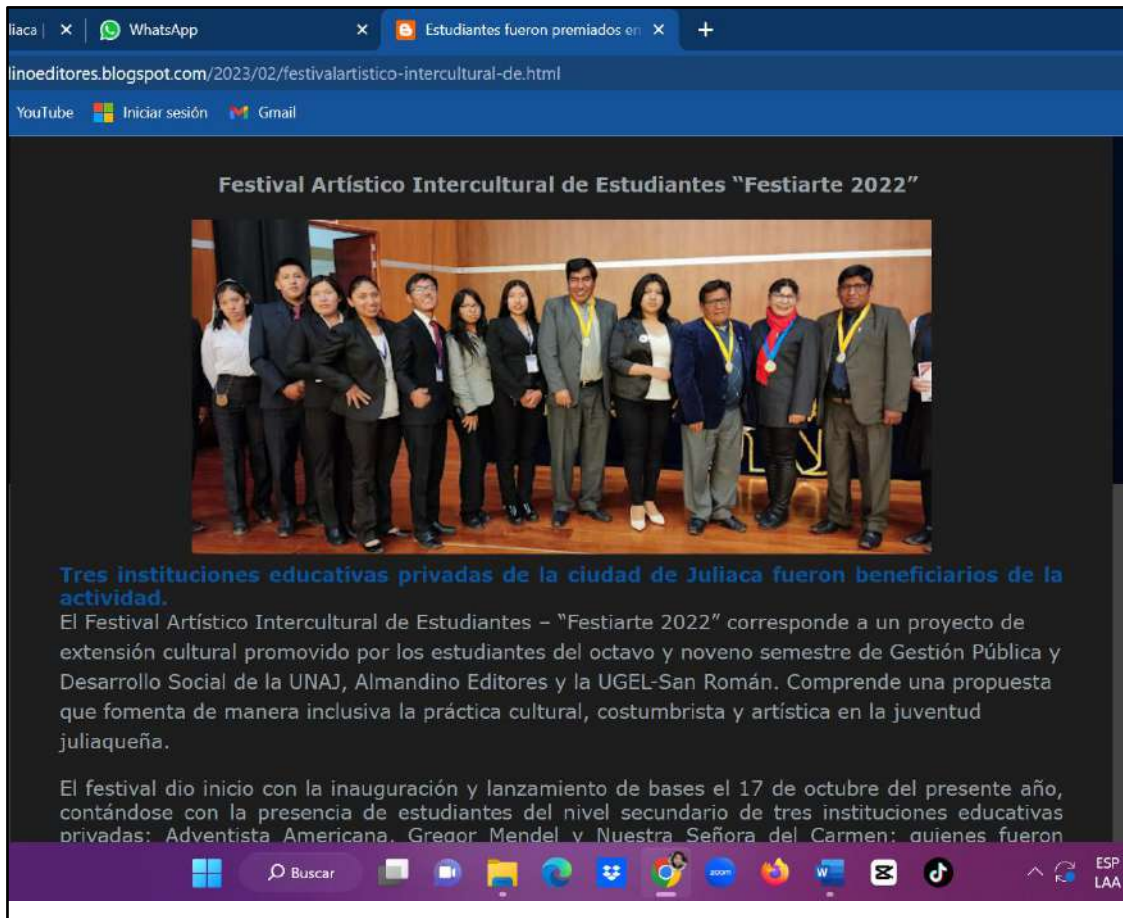 liaca |
WhatsApp
Estudiantes fueron premiados en
linoeditores.blogspot.com/2023/02/festivalartistico-intercultural-de.html
YouTube Iniciar sesión Gmail
Festival Artístico Intercultural de Estudiantes “Festiarte 2022”
Tres instituciones educativas privadas de la ciudad de Juliaca fueron beneficiarios de la
actividad.
El Festival Artístico Intercultural de Estudiantes – “Festiarte 2022” corresponde a un proyecto de
extensión cultural promovido por los estudiantes del octavo y noveno semestre de Gestión Pública y
Desarrollo Social de la UNAJ, Almandino Editores y la UGEL-San Román. Comprende una propuesta
que fomenta de manera inclusiva la práctica cultural, costumbrista y artística en la juventud
juliaqueña.
El festival dio inicio con la inauguración y lanzamiento de bases el 17 de octubre del presente año,
contándose con la presencia de estudiantes del nivel secundario de tres instituciones educativas
privadas: Adventista Americana, Gregor Mendel y Nuestra Señora del Carmen; quienes fueron
Buscar
zoom
W
ESP
LAA